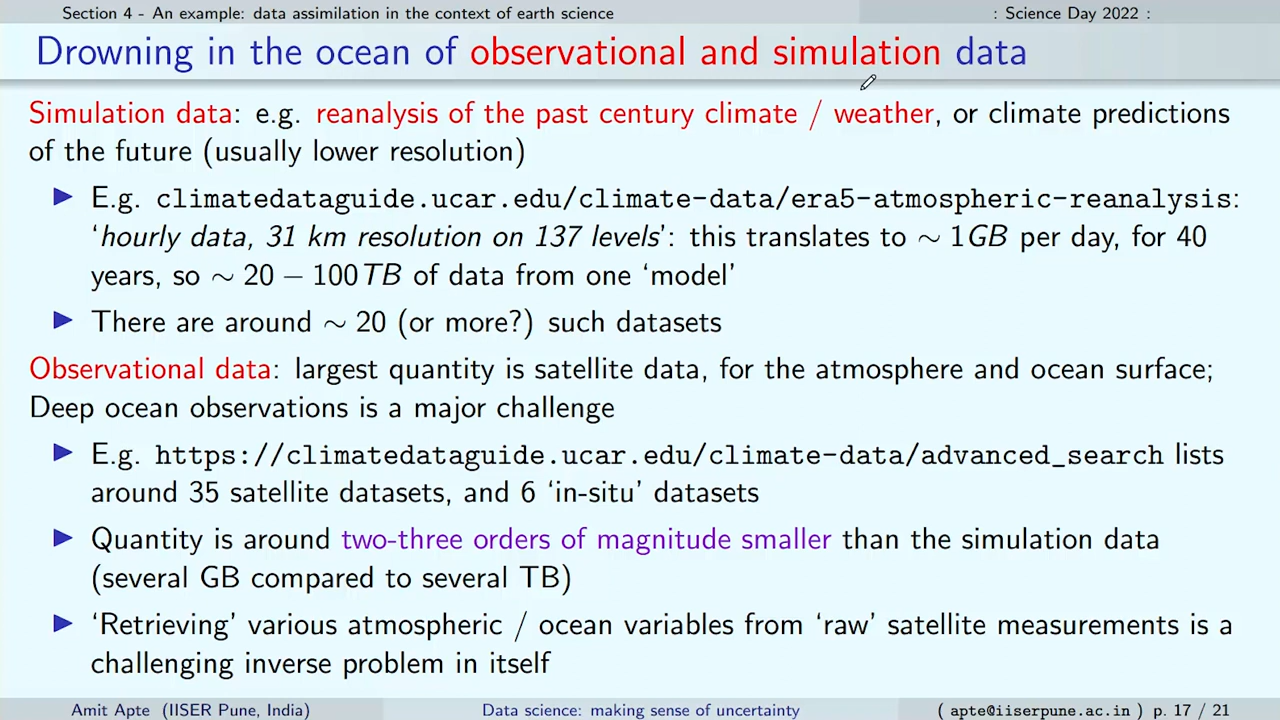 Section 4 - An example: data assimilation in the context of earth science
: Science Day 2022 :
Drowning in the ocean of observational and simulation data
Simulation data: e.g. reanalysis of the past century climate / weather, or climate predictions
of the future (usually lower resolution)
▶ E.g. climatedataguide.ucar.edu/climate-data/era5-atmospheric-reanalysis:
‘hourly data, 31 km resolution on 137 levels’: this translates to ∼ 1GB per day, for 40
years, so ∼ 20 − 100TB of data from one ‘model’
▶ There are around ∼ 20 (or more?) such datasets
Observational data: largest quantity is satellite data, for the atmosphere and ocean surface;
Deep ocean observations is a major challenge
▶ E.g. https://climatedataguide.ucar.edu/climate-data/advanced_search lists
around 35 satellite datasets, and 6 ‘in-situ’ datasets
▶ Quantity is around two-three orders of magnitude smaller than the simulation data
(several GB compared to several TB)
▶ ‘Retrieving’ various atmospheric / ocean variables from ‘raw’ satellite measurements is a
challenging inverse problem in itself
Amit Apte (IISER Pune, India)
Data science: making sense of uncertainty
( apte@iiserpune.ac.in ) p. 17 / 21